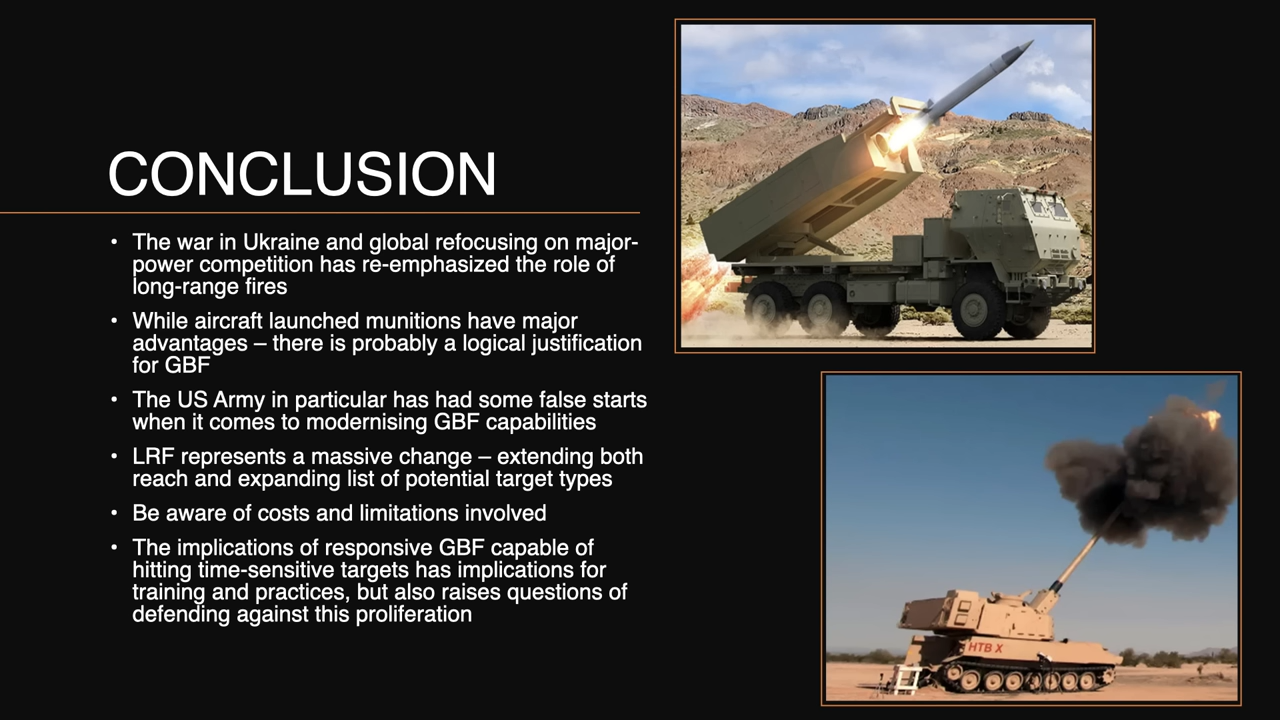 CONCLUSION
• The war in Ukraine and global refocusing on major-
power competition has re-emphasized the role of
long-range fires
• While aircraft launched munitions have major
advantages – there is probably a logical justification
for GBF
• The US Army in particular has had some false starts
when it comes to modernising GBF capabilities
• LRF represents a massive change – extending both
reach and expanding list of potential target types
• Be aware of costs and limitations involved
• The implications of responsive GBF capable of
hitting time-sensitive targets has implications for
training and practices, but also raises questions of
defending against this proliferation
HTB X